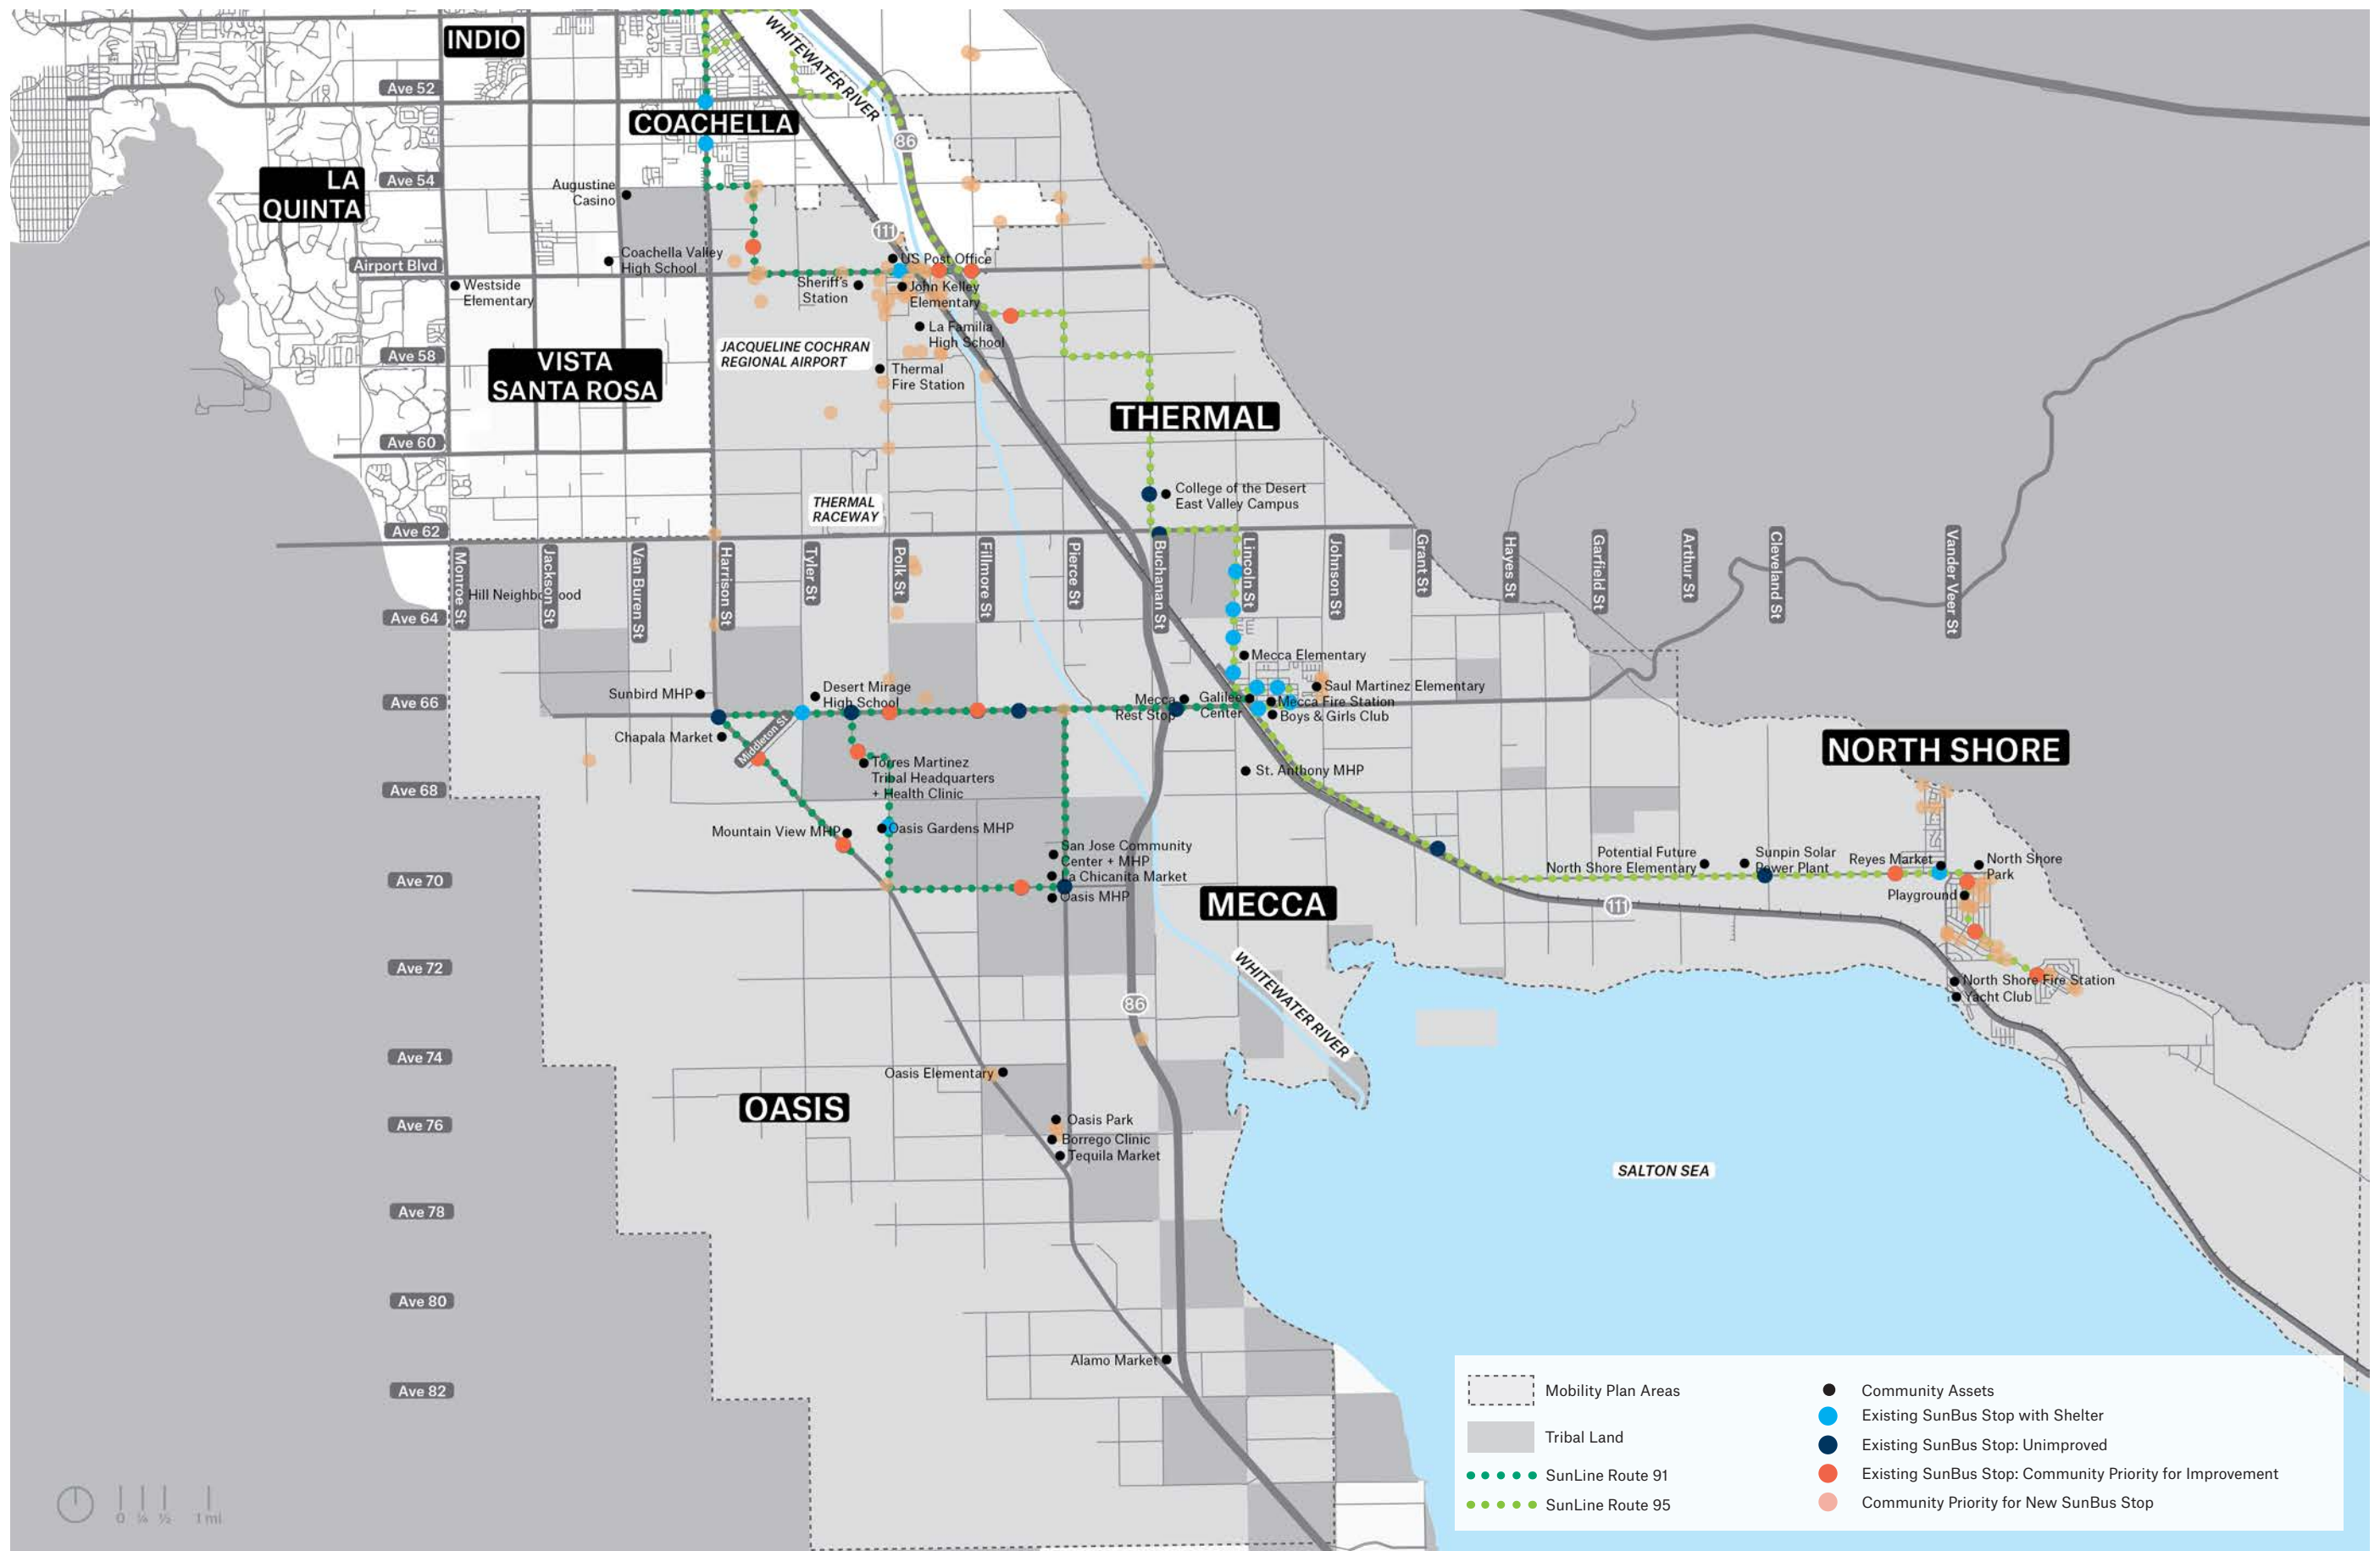 INDIO
WHITEWATER RIVER
Ave 52
COACHELLA
86
LA
QUINTA
Ave 54
Augustine
Casino
111
Coachella Valley
High School
US Post Office
Airport Blvd
Westside
Elementary
Sheriff's
Station
John Kelley
Elementary
La Familia
High School
JACQUELINE COCHRAN
REGIONAL AIRPORT
Ave 58
VISTA
SANTA ROSA
Thermal
Fire Station
THERMAL
Ave 60
College of the Desert
East Valley Campus
THERMAL
RACEWAY
Ave 62
Monroe St
Jackson St
Van Buren St
Harrison St
Tyler St
Polk St
Fillmore St
Pierce St
Buchanan St
Lincoln St
Johnson St
Grant St
Hayes St
Garfield St
Arthur St
Cleveland St
Vander Veer St
Hill Neighborhood
Ave 64
Mecca Elementary
Saul Martinez Elementary
Sunbird MHP
Desert Mirage
High School
Mecca
Rest Stop
Galilee
Center
Mecca Fire Station
Boys & Girls Club
Ave 66
Chapala Market
Middleton St
Torres Martinez
Tribal Headquarters
+ Health Clinic
St. Anthony MHP
NORTH SHORE
Ave 68
Mountain View MHP
Oasis Gardens MHP
San Jose Community
Center + MHP
La Chicanita Market
Oasis MHP
Potential Future
North Shore Elementary
Sunpin Solar
Power Plant
Reyes Market
North Shore
Park
Playground
Ave 70
MECCA
111
Ave 72
WHITEWATER RIVER
North Shore Fire Station
Yacht Club
86
Ave 74
Oasis Elementary
OASIS
Oasis Park
Borrego Clinic
Tequila Market
Ave 76
SALTON SEA
Ave 78
Ave 80
Alamo Market
Ave 82
Mobility Plan Areas
Tribal Land
SunLine Route 91
SunLine Route 95
Community Assets
Existing SunBus Stop with Shelter
Existing SunBus Stop: Unimproved
Existing SunBus Stop: Community Priority for Improvement
Community Priority for New SunBus Stop
0 ¼ ½ 1 mi